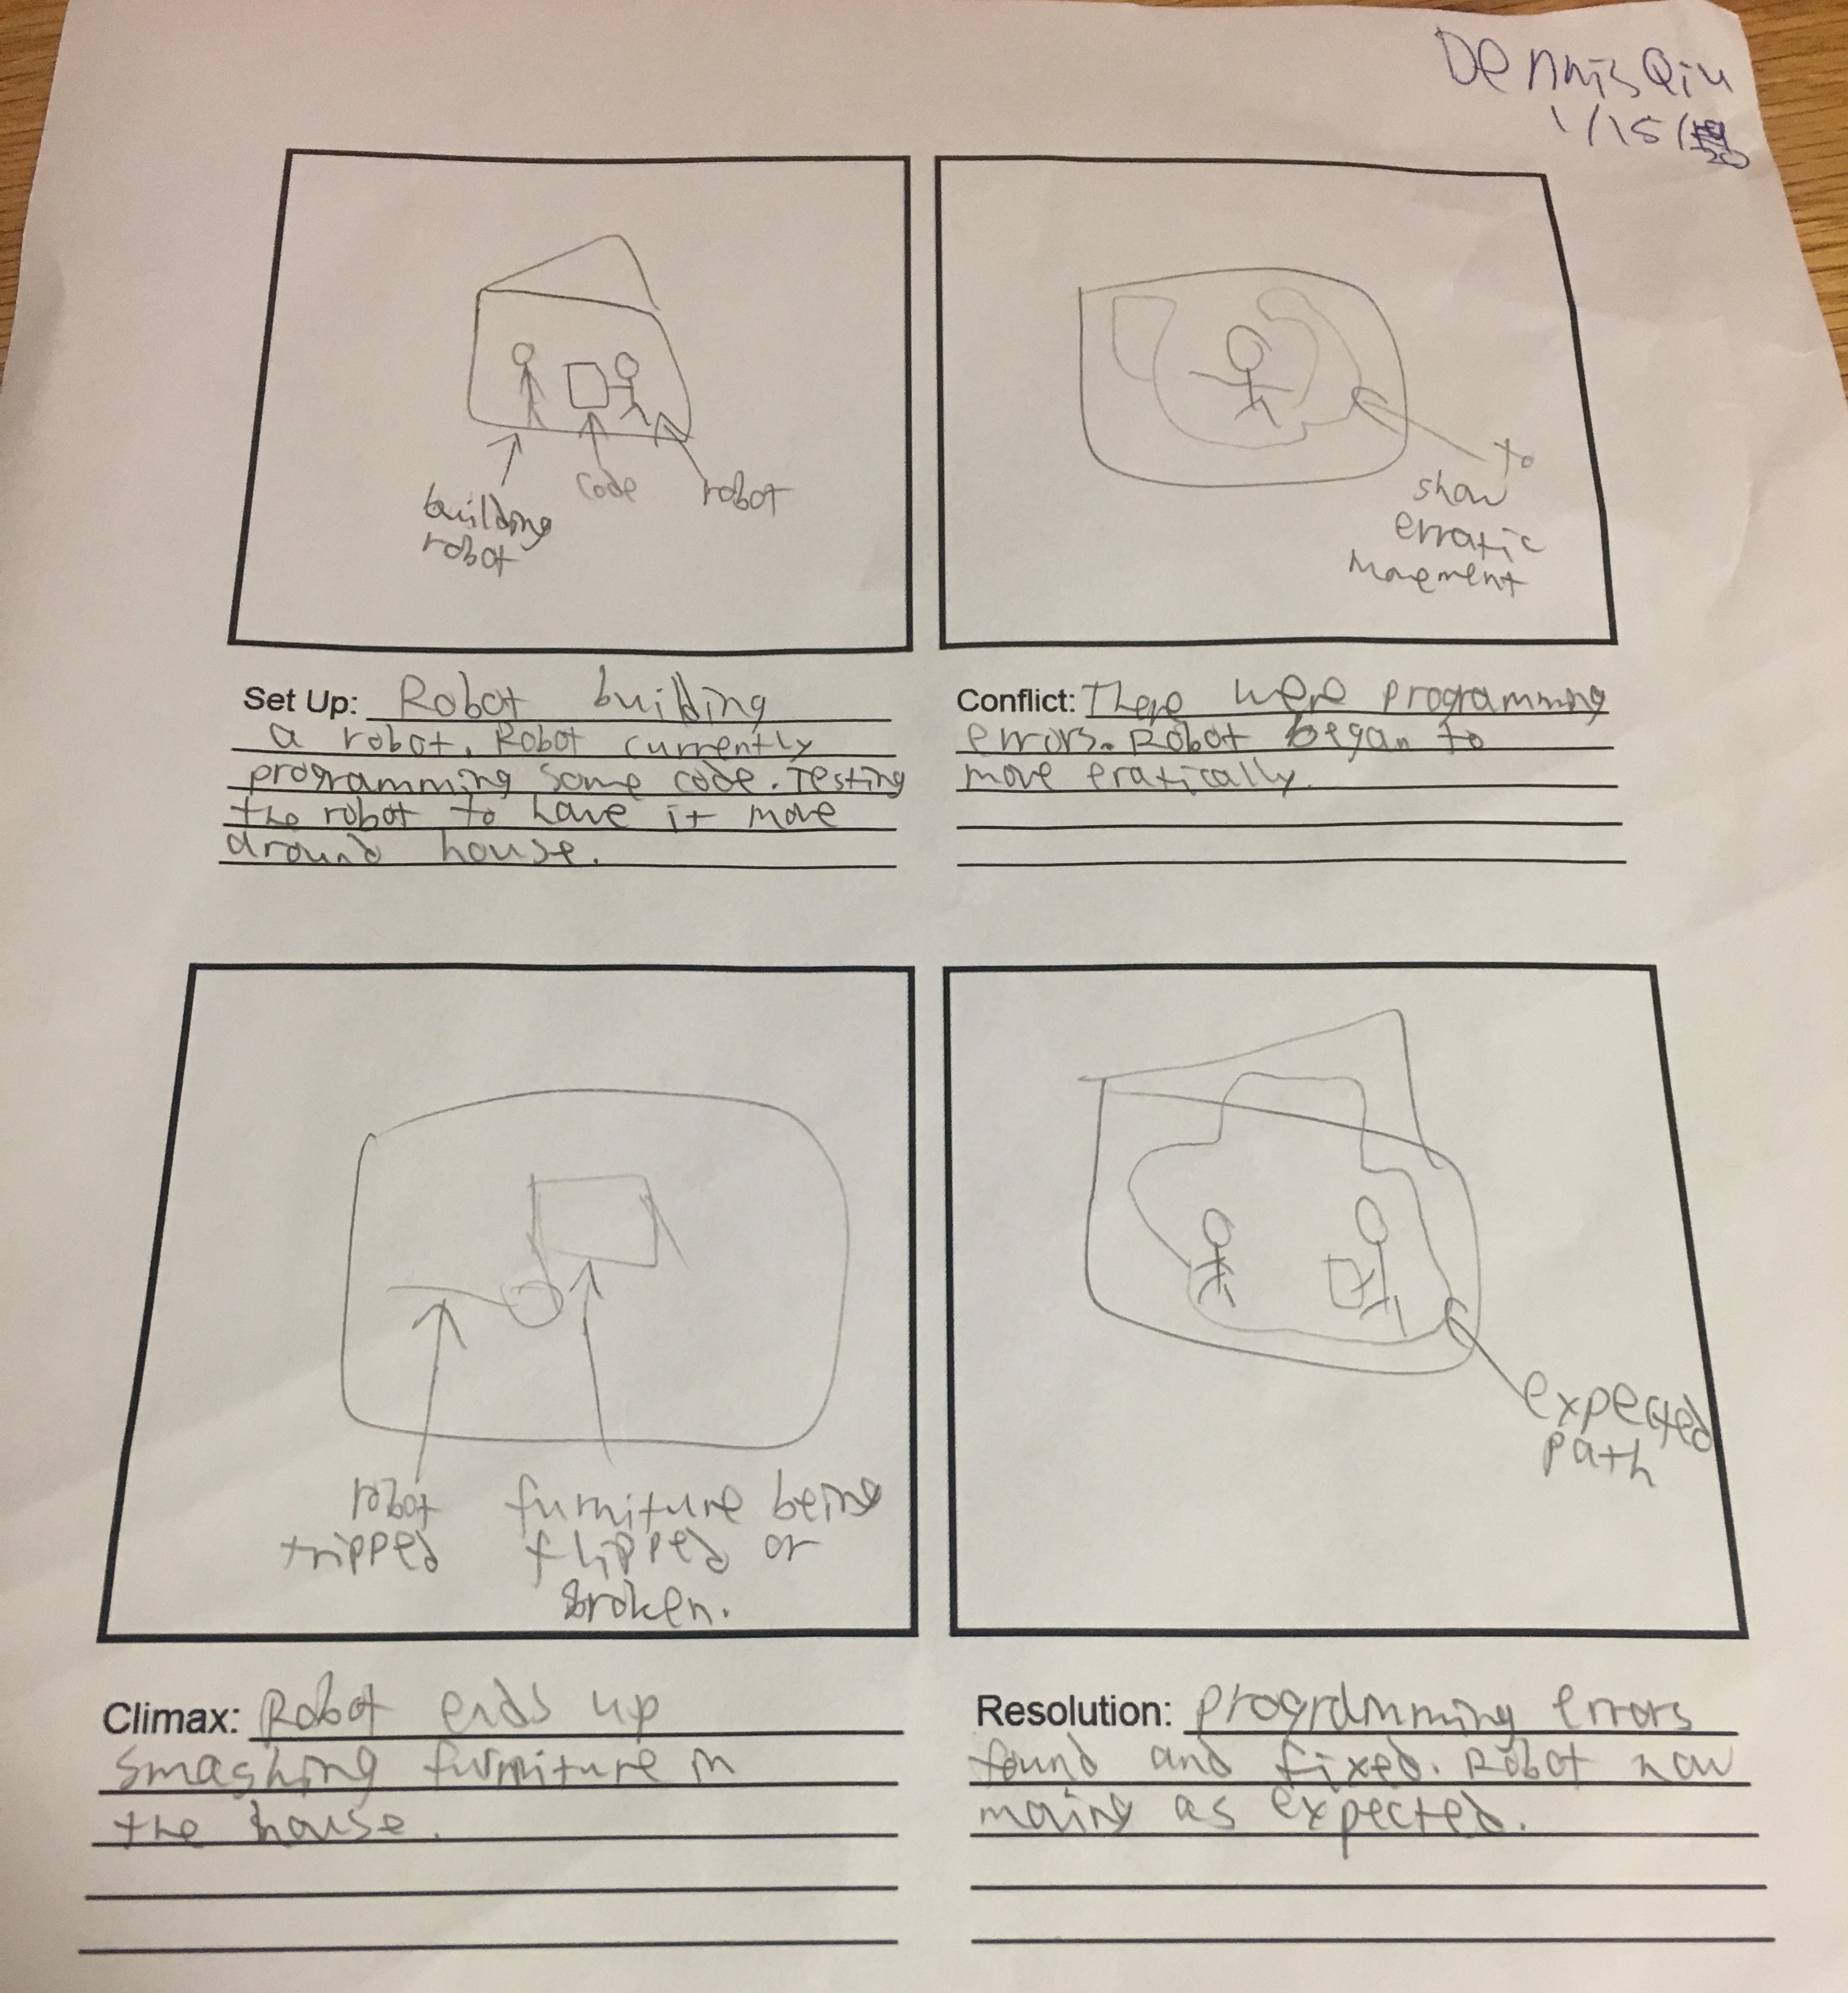 Dennis Qiu
1/15/20
building
robot
code
robot
to
show
erratic
movement
Set Up: Robot building
a robot. Robot currently
programming some code. Testing
the robot to have it move
around house.
Conflict: There were programming
errors. Robot began to
move eratically.
robot
tripped
furniture being
flipped or
broken.
expected
path
Climax: Robot ends up
smashing furniture in
the house.
Resolution: programming errors
found and fixed. Robot now
moving as expected.